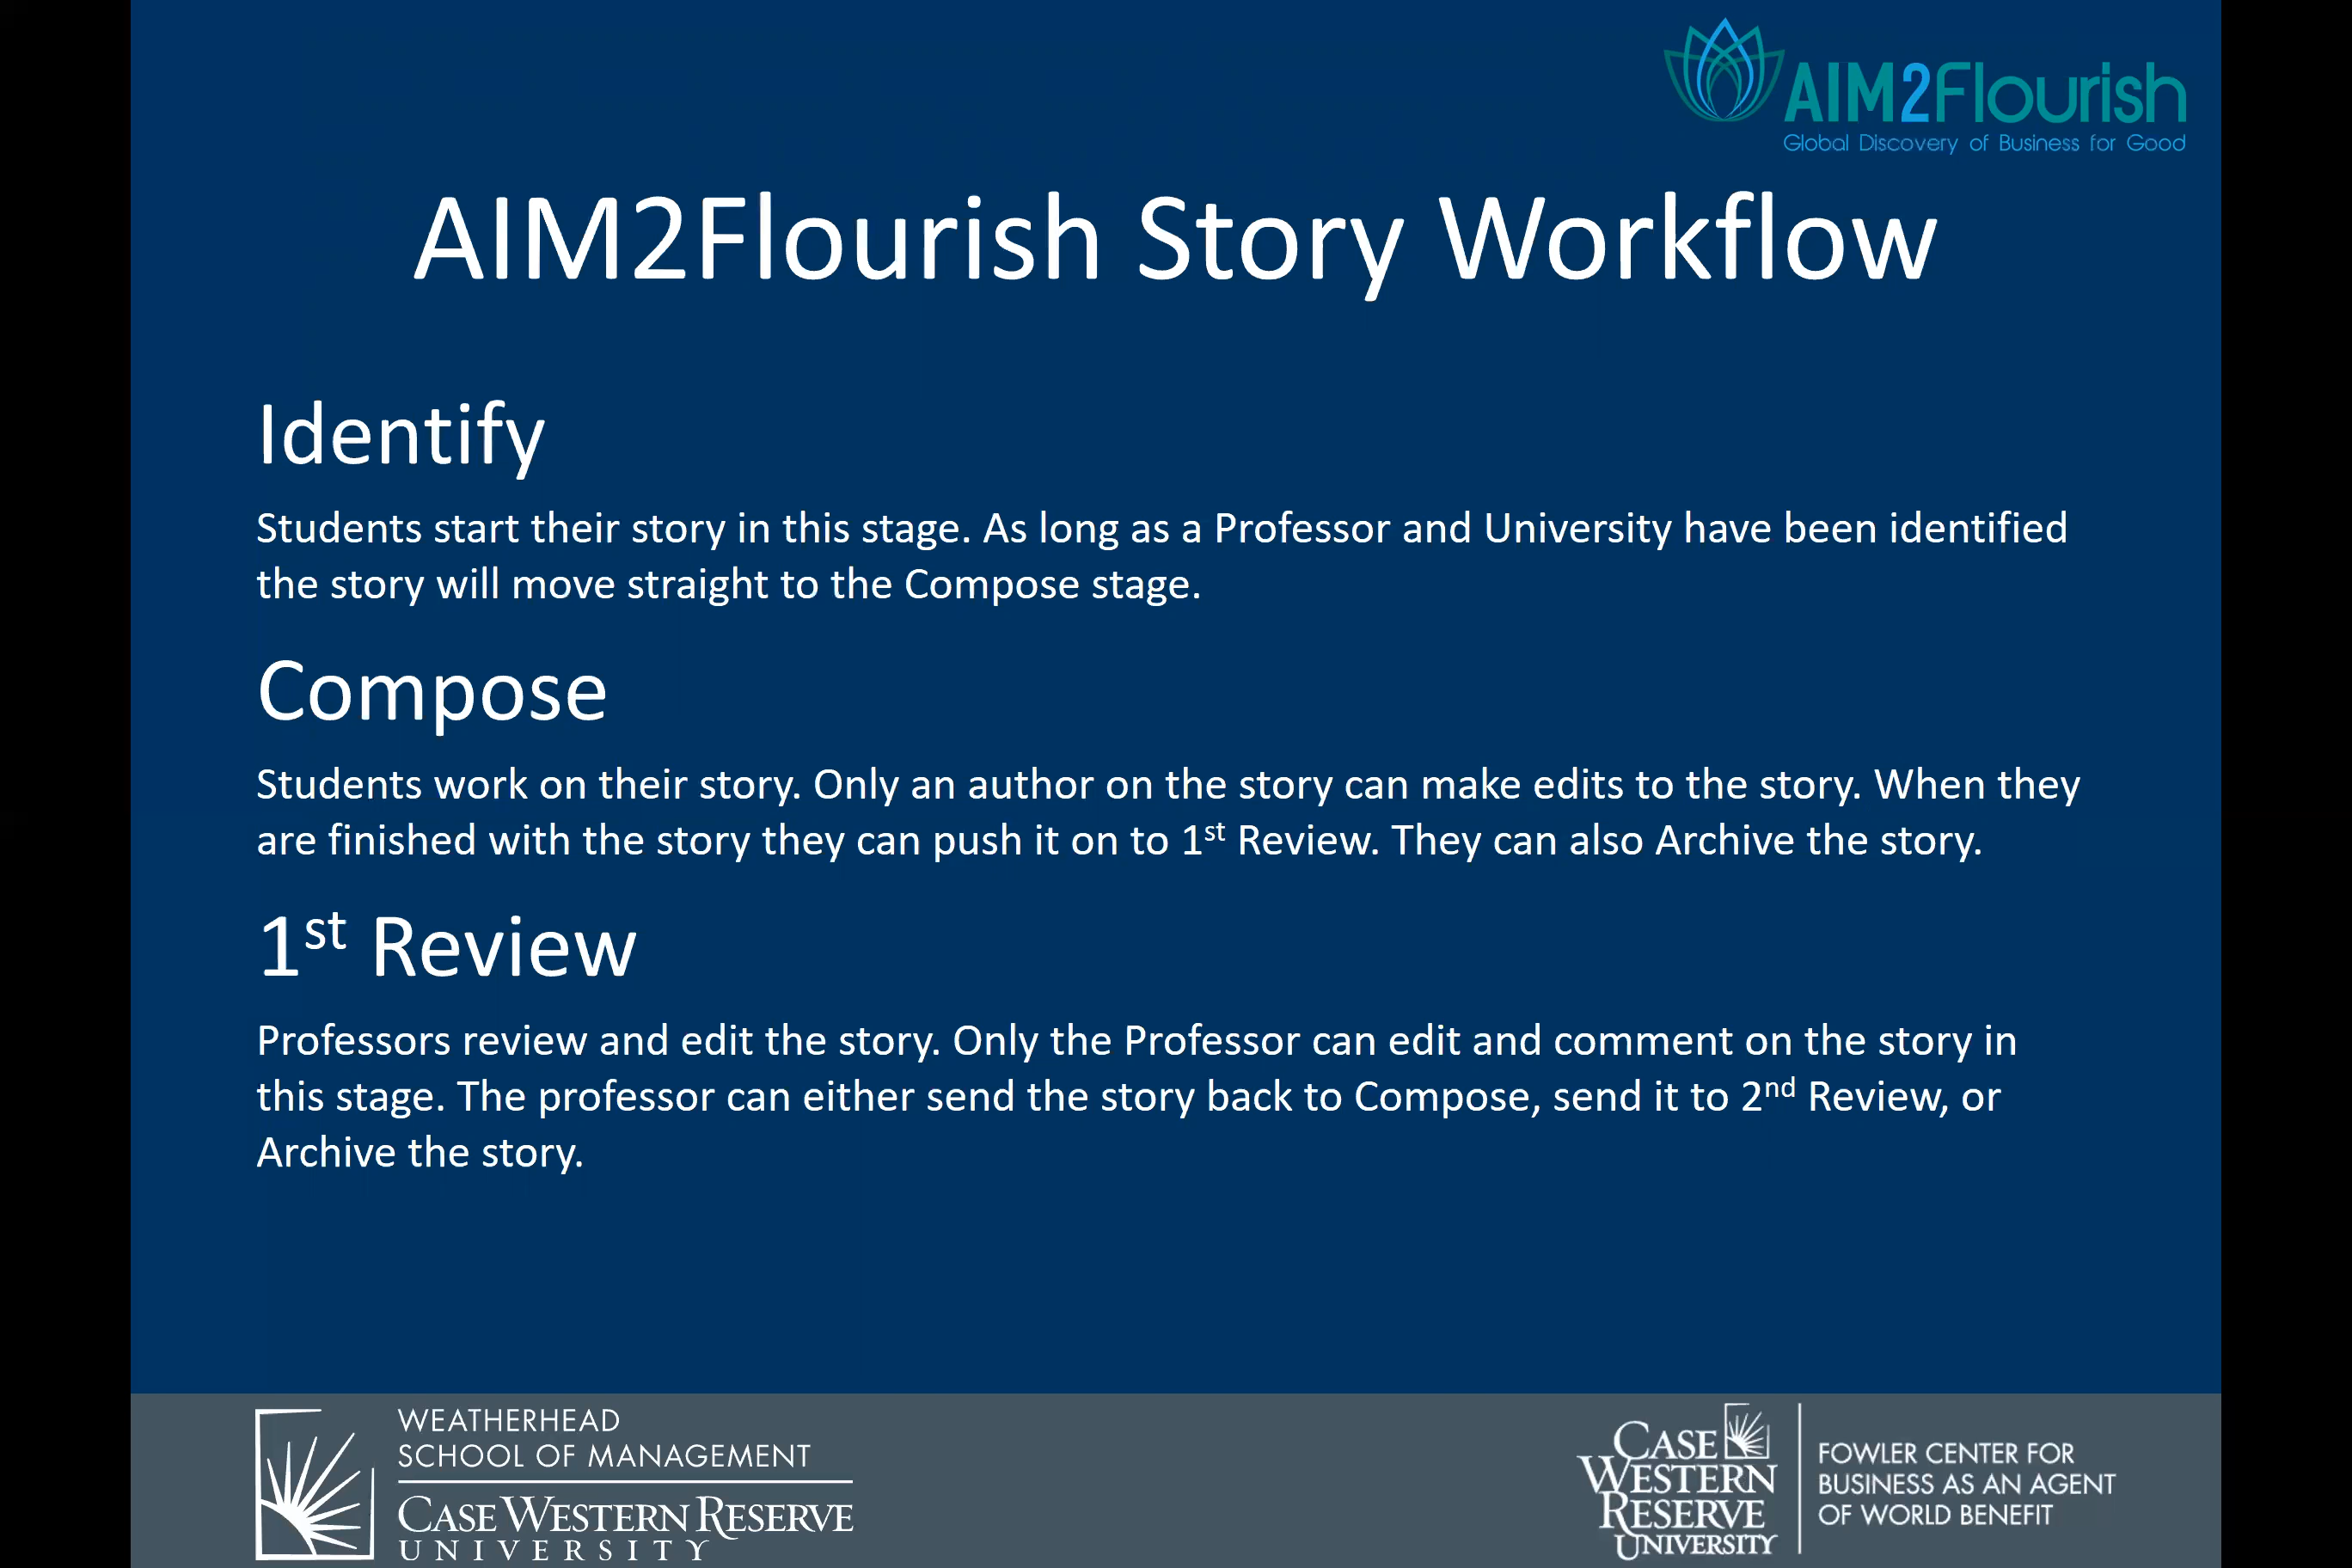 AIM2Flourish
Global Discovery of Business for Good
AIM2Flourish Story Workflow
Identify
Students start their story in this stage. As long as a Professor and University have been identified
the story will move straight to the Compose stage.
Compose
Students work on their story. Only an author on the story can make edits to the story. When they
are finished with the story they can push it on to 1st Review. They can also Archive the story.
1st Review
Professors review and edit the story. Only the Professor can edit and comment on the story in
this stage. The professor can either send the story back to Compose, send it to 2nd Review, or
Archive the story.
WEATHERHEAD
SCHOOL OF MANAGEMENT
CASE WESTERN RESERVE
UNIVERSITY
CASE
WESTERN
RESERVE
UNIVERSITY
FOWLER CENTER FOR
BUSINESS AS AN AGENT
OF WORLD BENEFIT